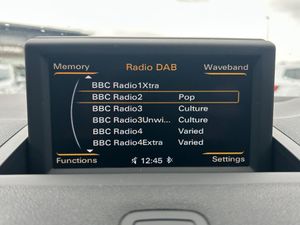 Memory Radio DAB Waveband
BBC Radio1Xtra
BBC Radio2 Pop
BBC Radio3 Culture
BBC Radio3Unwi... Culture
BBC Radio4 Varied
BBC Radio4Extra Varied
Functions 12:45 Settings